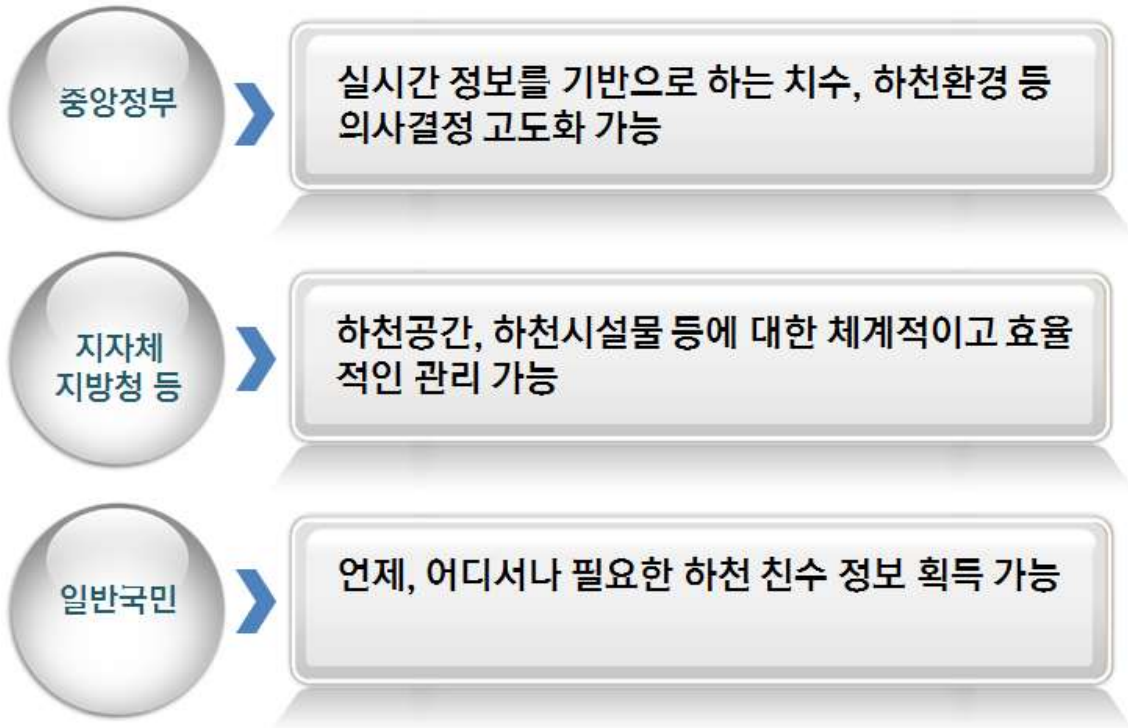 중앙정부
실시간 정보를 기반으로 하는 치수, 하천환경 등
의사결정 고도화 가능
지자체
지방청 등
하천공간, 하천시설물 등에 대한 체계적이고 효율
적인 관리 가능
일반국민
언제, 어디서나 필요한 하천 친수 정보 획득 가능